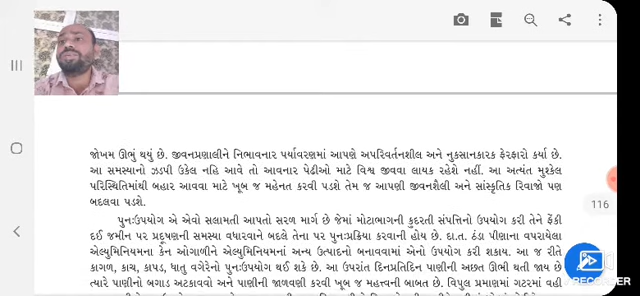 જોખમ ઊભું થયું છે. જીવનપ્રણાલીને નિભાવનાર પર્યાવરણમાં આપણે અપરિવર્તનશીલ અને નુકસાનકારક ફેરફારો કર્યા છે.
આ સમસ્યાનો ઝડપી ઉકેલ નહિ આવે તો આવનાર પેઢીઓ માટે વિશ્વ જીવવા લાયક રહેશે નહીં. આ અત્યંત મુશ્કેલ
પરિસ્થિતિમાંથી બહાર આવવા માટે ખૂબ જ મહેનત કરવી પડશે તેમ જ આપણી જીવનશૈલી અને સાંસ્કૃતિક રિવાજો પણ
બદલવા પડશે.
116
પુનઃઉપયોગ એ એવો સલામતી આપતો સરળ માર્ગ છે જેમાં મોટાભાગની કુદરતી સંપત્તિનો ઉપયોગ કરી તેને ફેંકી
દઈ જમીન પર પ્રદૂષણની સમસ્યા વધારવાને બદલે તેના પર પુનઃપ્રક્રિયા કરવાની હોય છે. દા.ત. ઠંડા પીણાના વપરાયેલા
એલ્યુમિનિયમના કેન ઓગાળીને એલ્યુમિનિયમનાં અન્ય ઉત્પાદનો બનાવવામાં એનો ઉપયોગ કરી શકાય. આ જ રીતે
કાગળ, કાચ, કાપડ, ધાતુ વગેરેનો પુનઃઉપયોગ થઈ શકે છે. આ ઉપરાંત દિનપ્રતિદિન પાણીની અછત ઊભી થતી જાય છે
ત્યારે પાણીનો બગાડ અટકાવવો અને પાણીની જાળવણી કરવી ખૂબ જ મહત્ત્વની બાબત છે. વિપુલ પ્રમાણમાં ગટરમાં વહી
RECORDER